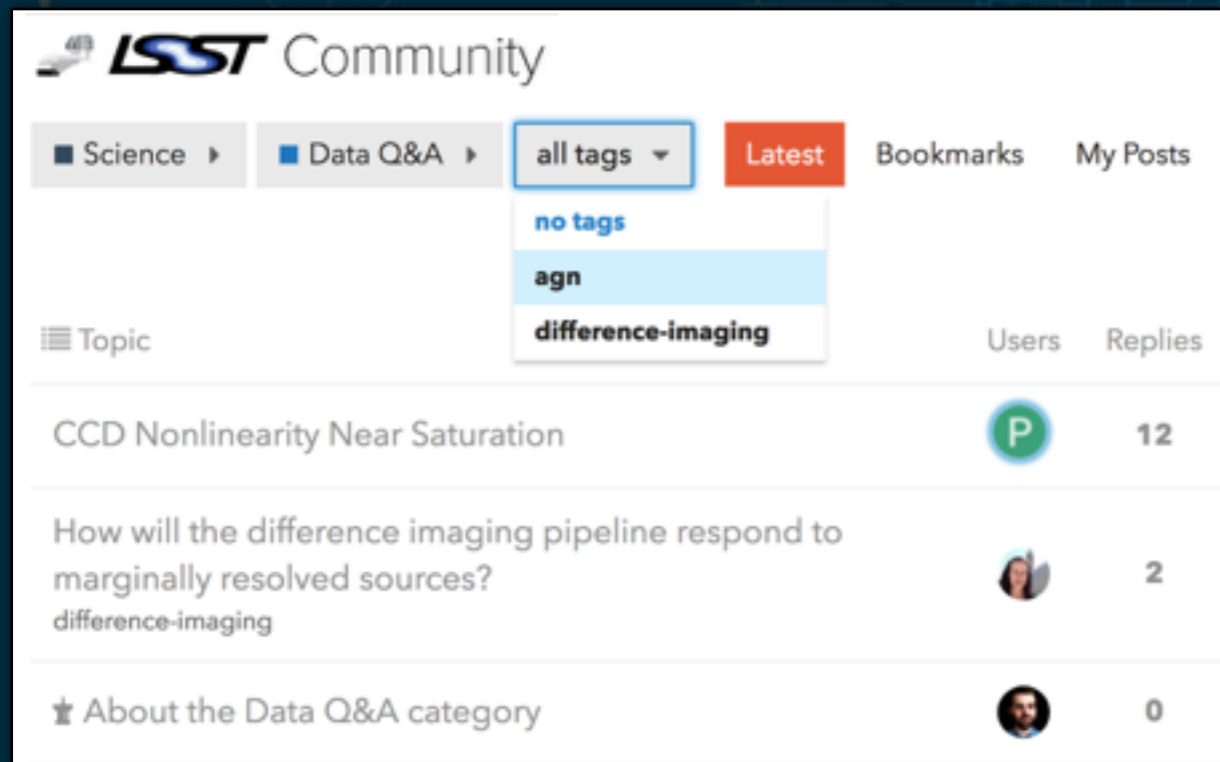 LSST Community
Science Data Q&A all tags Latest Bookmarks My Posts
no tags
agn
difference-imaging
Topic Users Replies
CCD Nonlinearity Near Saturation P 12
How will the difference imaging pipeline respond to
marginally resolved sources? 2
difference-imaging
About the Data Q&A category 0